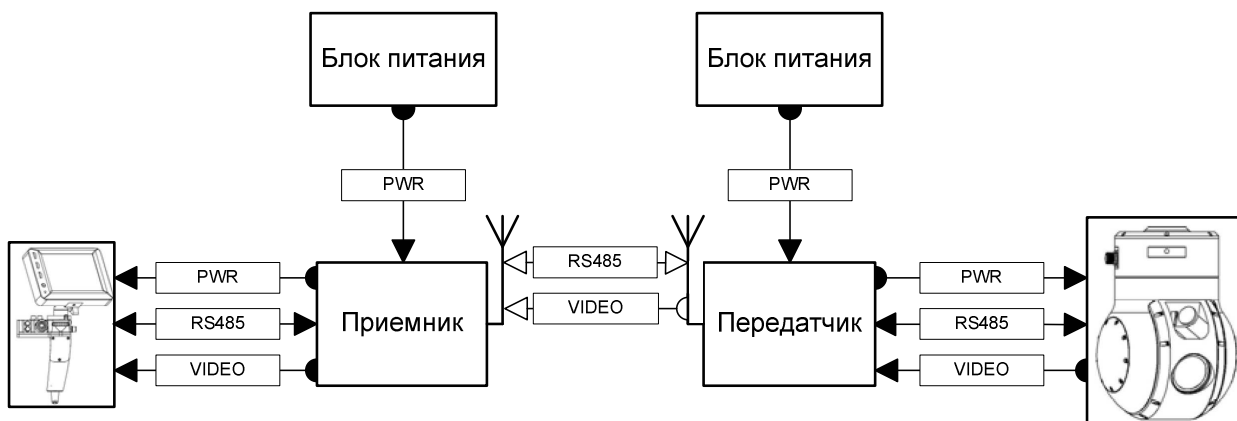 Блок питания
Блок питания
PWR
PWR
RS485
PWR
PWR
Приемник
VIDEO
Передатчик
RS485
RS485
VIDEO
VIDEO